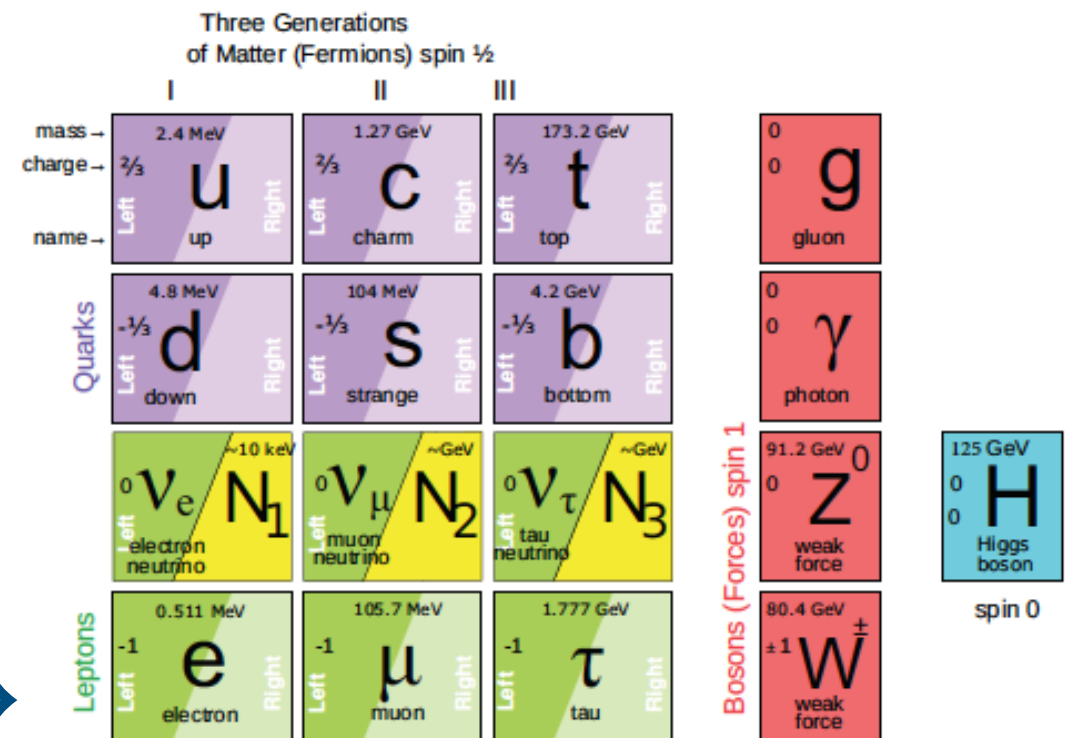 Three Generations
of Matter (Fermions) spin ½
I II III
mass→
charge→
name→
2.4 MeV
⅔
u
Left
Right
up
1.27 GeV
⅔
c
Left
Right
charm
173.2 GeV
⅔
t
Left
Right
top
Quarks
4.8 MeV
-⅓
d
Left
Right
down
104 MeV
-⅓
s
Left
Right
strange
4.2 GeV
-⅓
b
Left
Right
bottom
0
νe
Left
electron
neutrino
~10 keV
N1
0
νμ
Left
muon
neutrino
~GeV
N2
0
ντ
Left
tau
neutrino
~GeV
N3
Leptons
0.511 MeV
-1
e
Left
Right
electron
105.7 MeV
-1
μ
Left
Right
muon
1.777 GeV
-1
τ
Left
Right
tau
Bosons (Forces) spin 1
0
0
g
gluon
0
0
γ
photon
91.2 GeV
0
Z0
weak
force
80.4 GeV
±1
W±
weak
force
125 GeV
0
0
H
Higgs
boson
spin 0